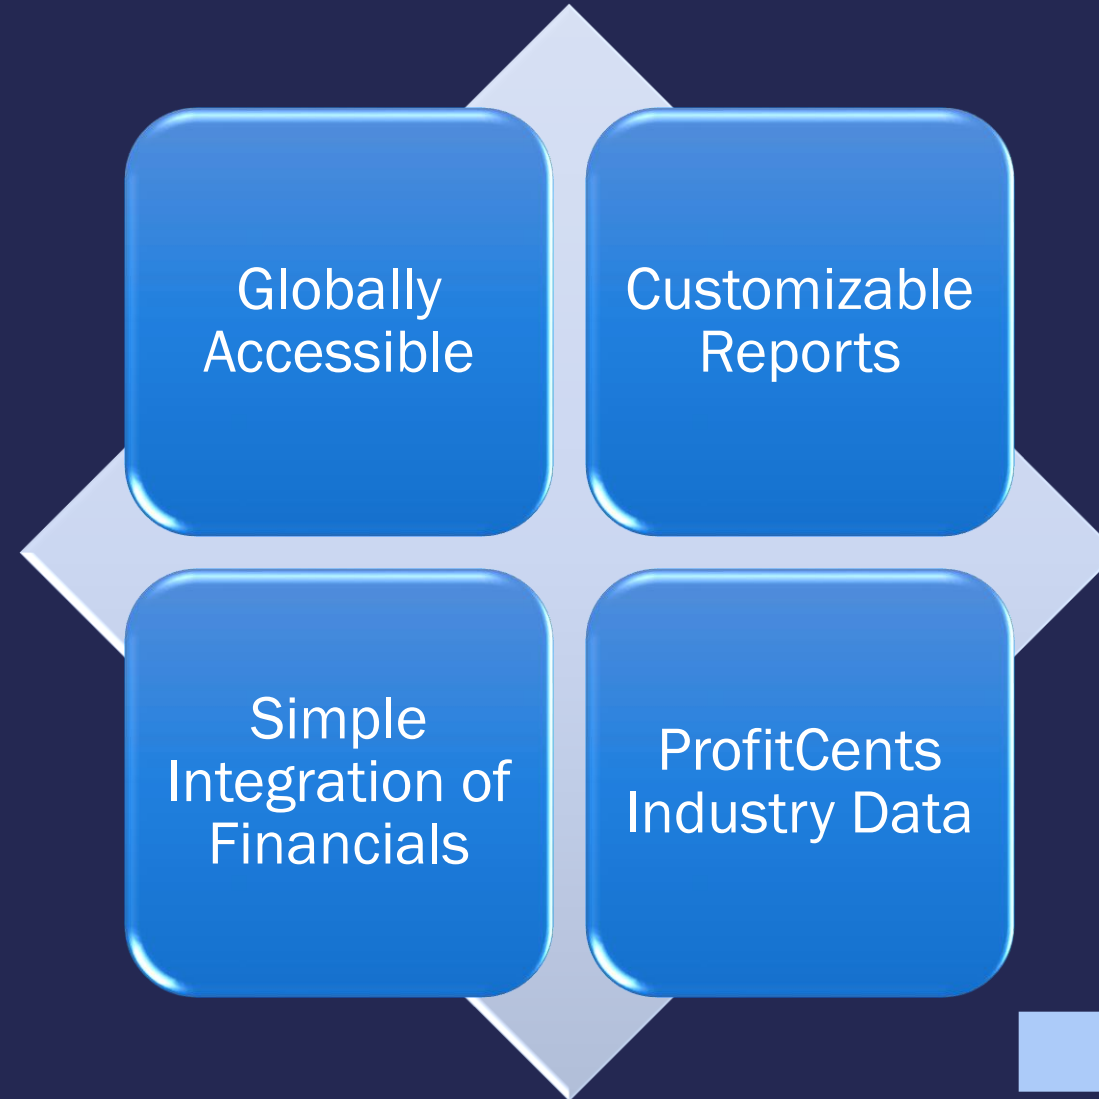 Globally
Accessible
Customizable
Reports
Simple
Integration of
Financials
ProfitCents
Industry Data